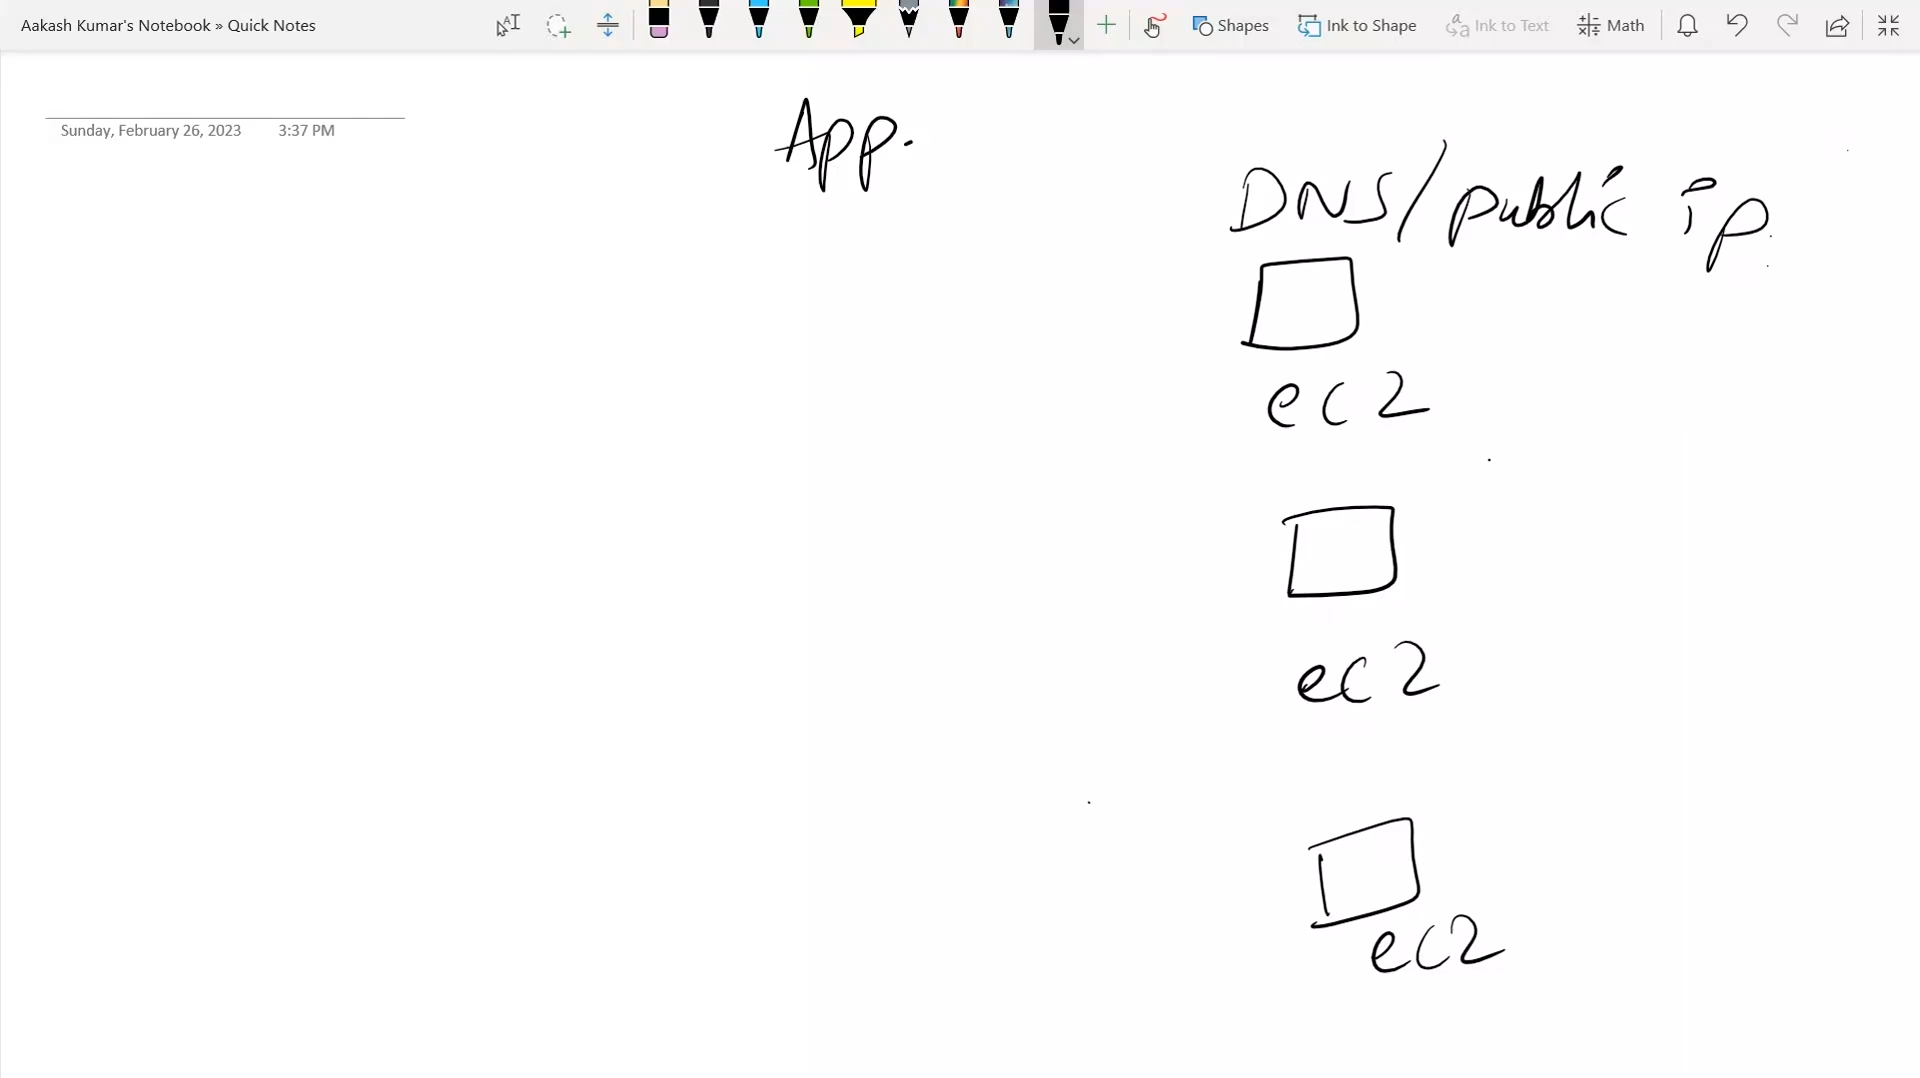 Aakash Kumar's Notebook » Quick Notes
Shapes
Ink to Shape
Ink to Text
Math
Sunday, February 26, 2023 3:37 PM
App.
DNS/public ip
ec2
ec2
ec2